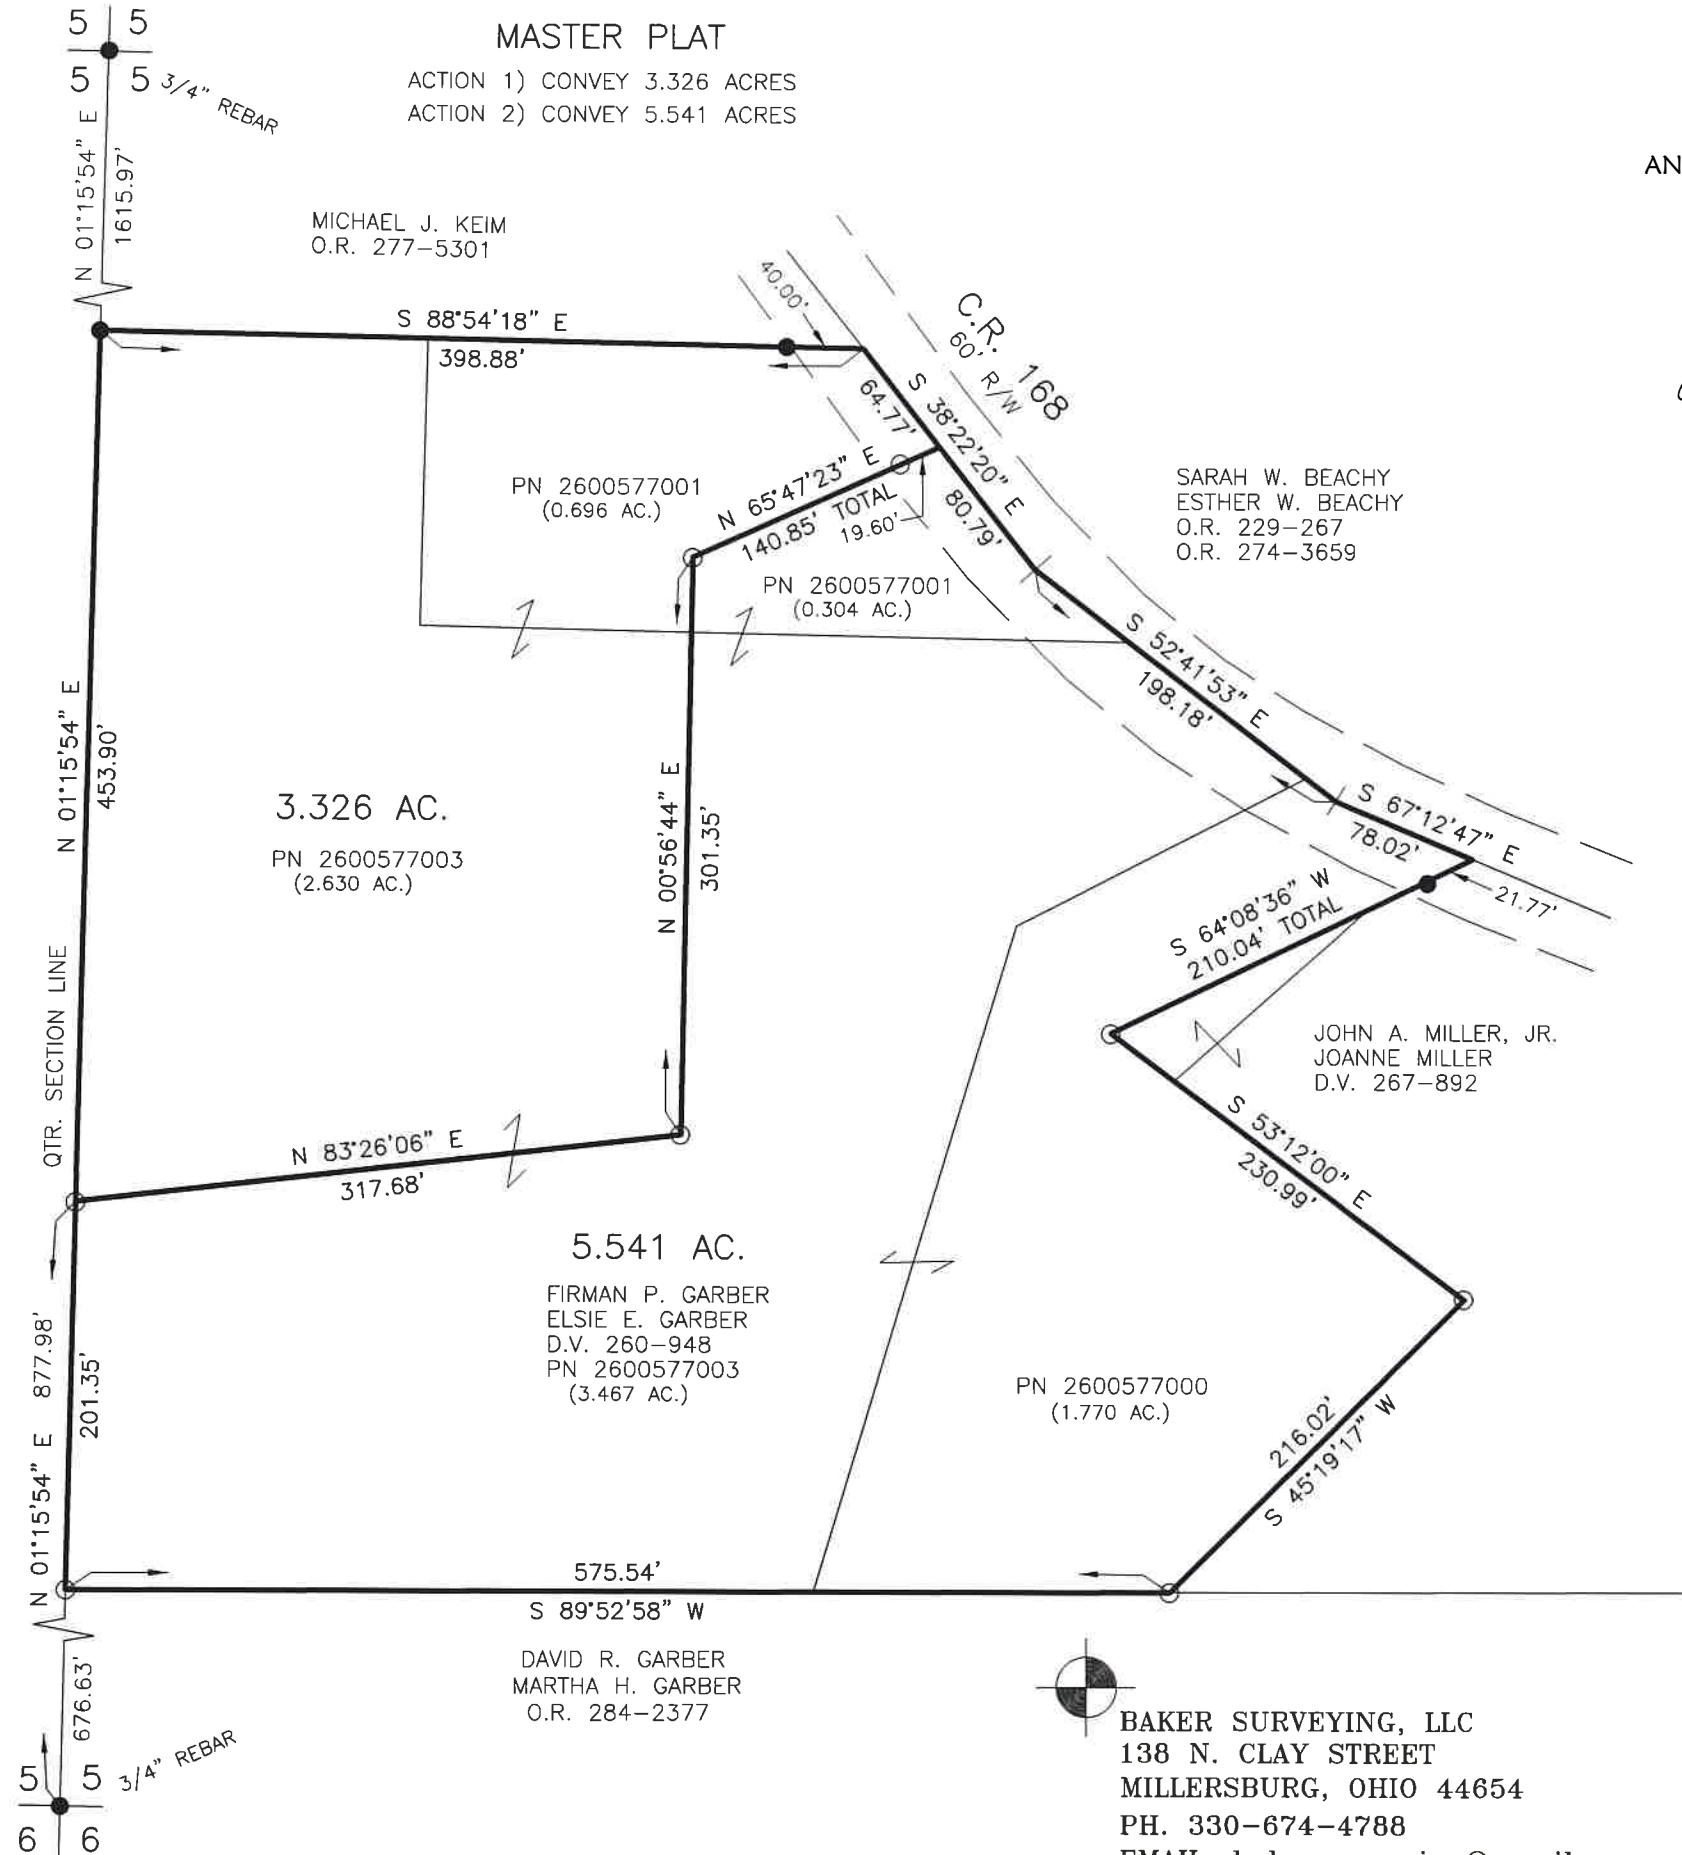 MASTER PLAT
ACTION 1) CONVEY 3.326 ACRES
ACTION 2) CONVEY 5.541 ACRES
5 5
5 5
3/4" REBAR
N 01°15'54" E
1615.97'
AN
MICHAEL J. KEIM
O.R. 277-5301
S 88°54'18" E
398.88'
40.00'
C.R. 168
60' R/W
64.77'
S 38°22'20" E
80.79'
SARAH W. BEACHY
ESTHER W. BEACHY
O.R. 229-267
O.R. 274-3659
PN 2600577001
(0.696 AC.)
N 65°47'23" E
140.85' TOTAL
19.60'
PN 2600577001
(0.304 AC.)
S 52°41'53" E
198.18'
N 01°15'54" E
453.90'
3.326 AC.
PN 2600577003
(2.630 AC.)
N 00°56'44" E
301.35'
S 67°12'47" E
78.02'
21.77'
S 64°08'36" W
210.04' TOTAL
QTR. SECTION LINE
JOHN A. MILLER, JR.
JOANNE MILLER
D.V. 267-892
N 83°26'06" E
317.68'
S 53°12'00" E
230.99'
5.541 AC.
FIRMAN P. GARBER
ELSIE E. GARBER
D.V. 260-948
PN 2600577003
(3.467 AC.)
N 01°15'54" E 877.98'
201.35'
PN 2600577000
(1.770 AC.)
216.02'
S 45°19'17" W
575.54'
S 89°52'58" W
DAVID R. GARBER
MARTHA H. GARBER
O.R. 284-2377
676.63'
3/4" REBAR
5 5
6 6
BAKER SURVEYING, LLC
138 N. CLAY STREET
MILLERSBURG, OHIO 44654
PH. 330-674-4788